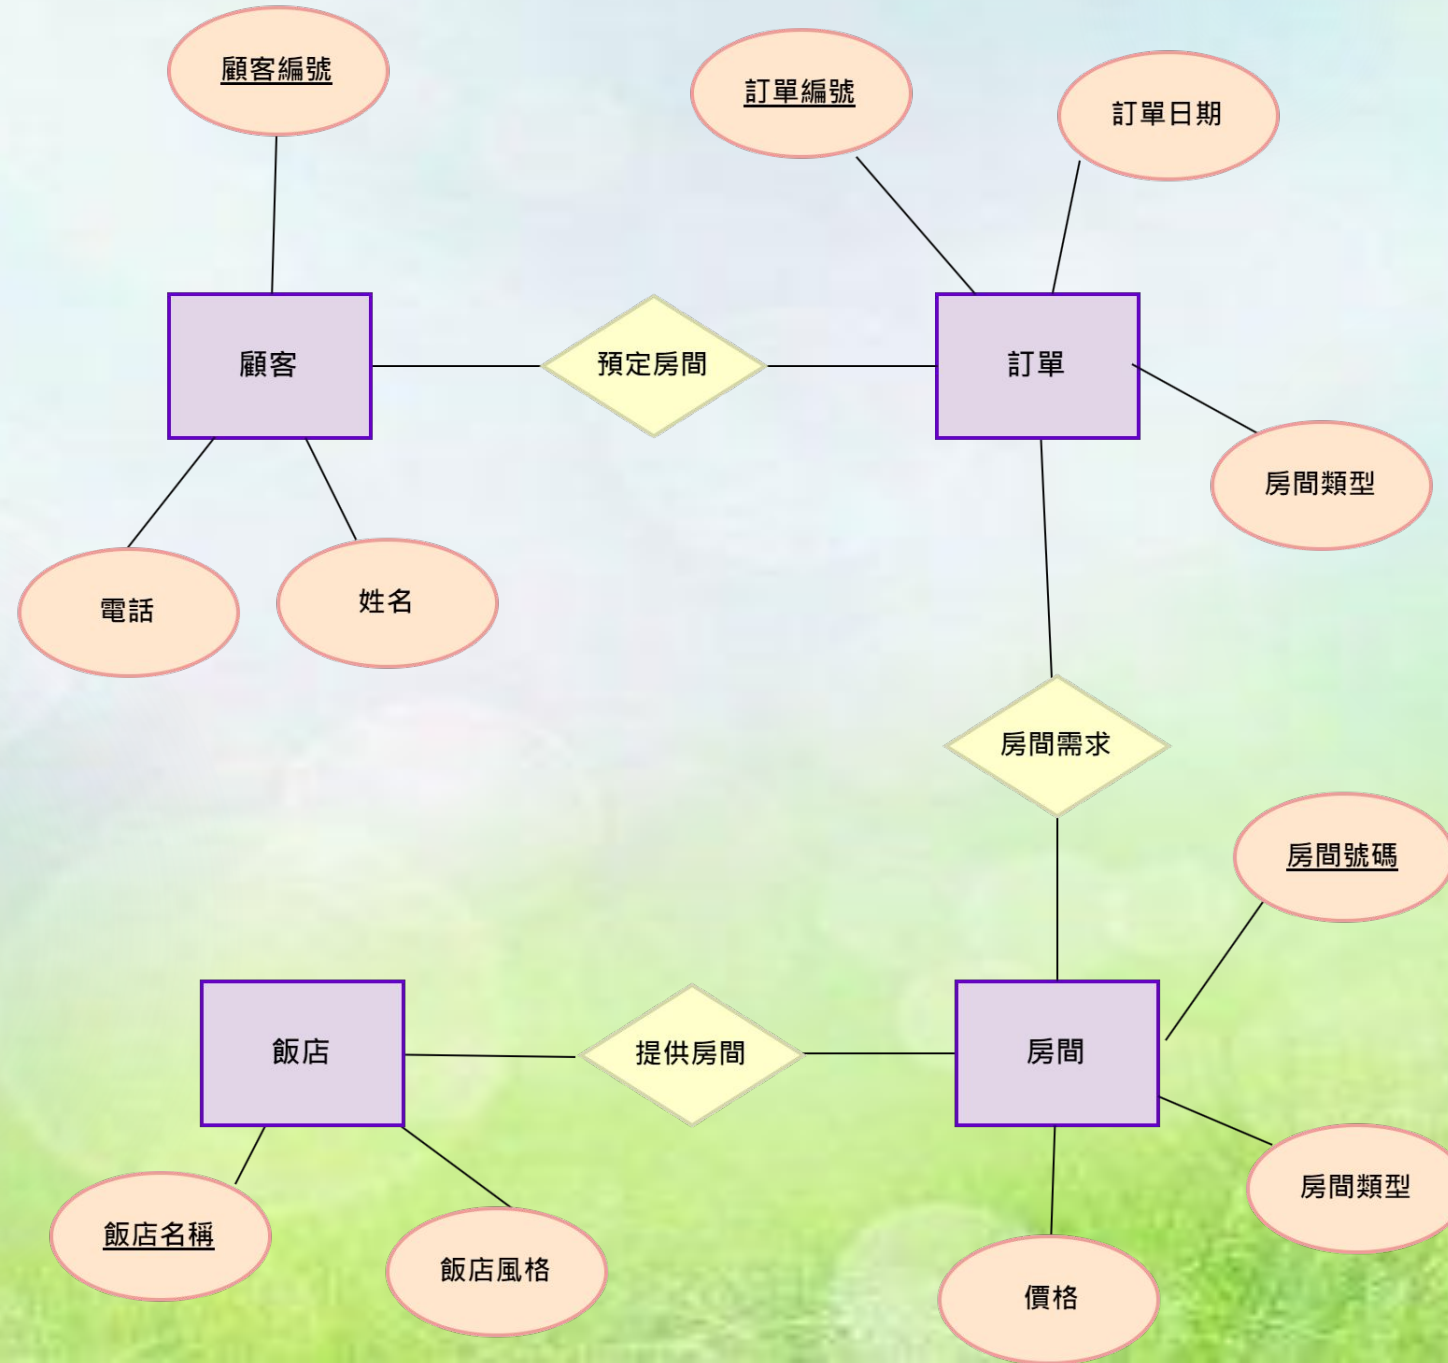 顧客編號
訂單編號
訂單日期
顧客
預定房間
訂單
房間類型
電話
姓名
房間需求
房間號碼
飯店
提供房間
房間
房間類型
飯店名稱
飯店風格
價格